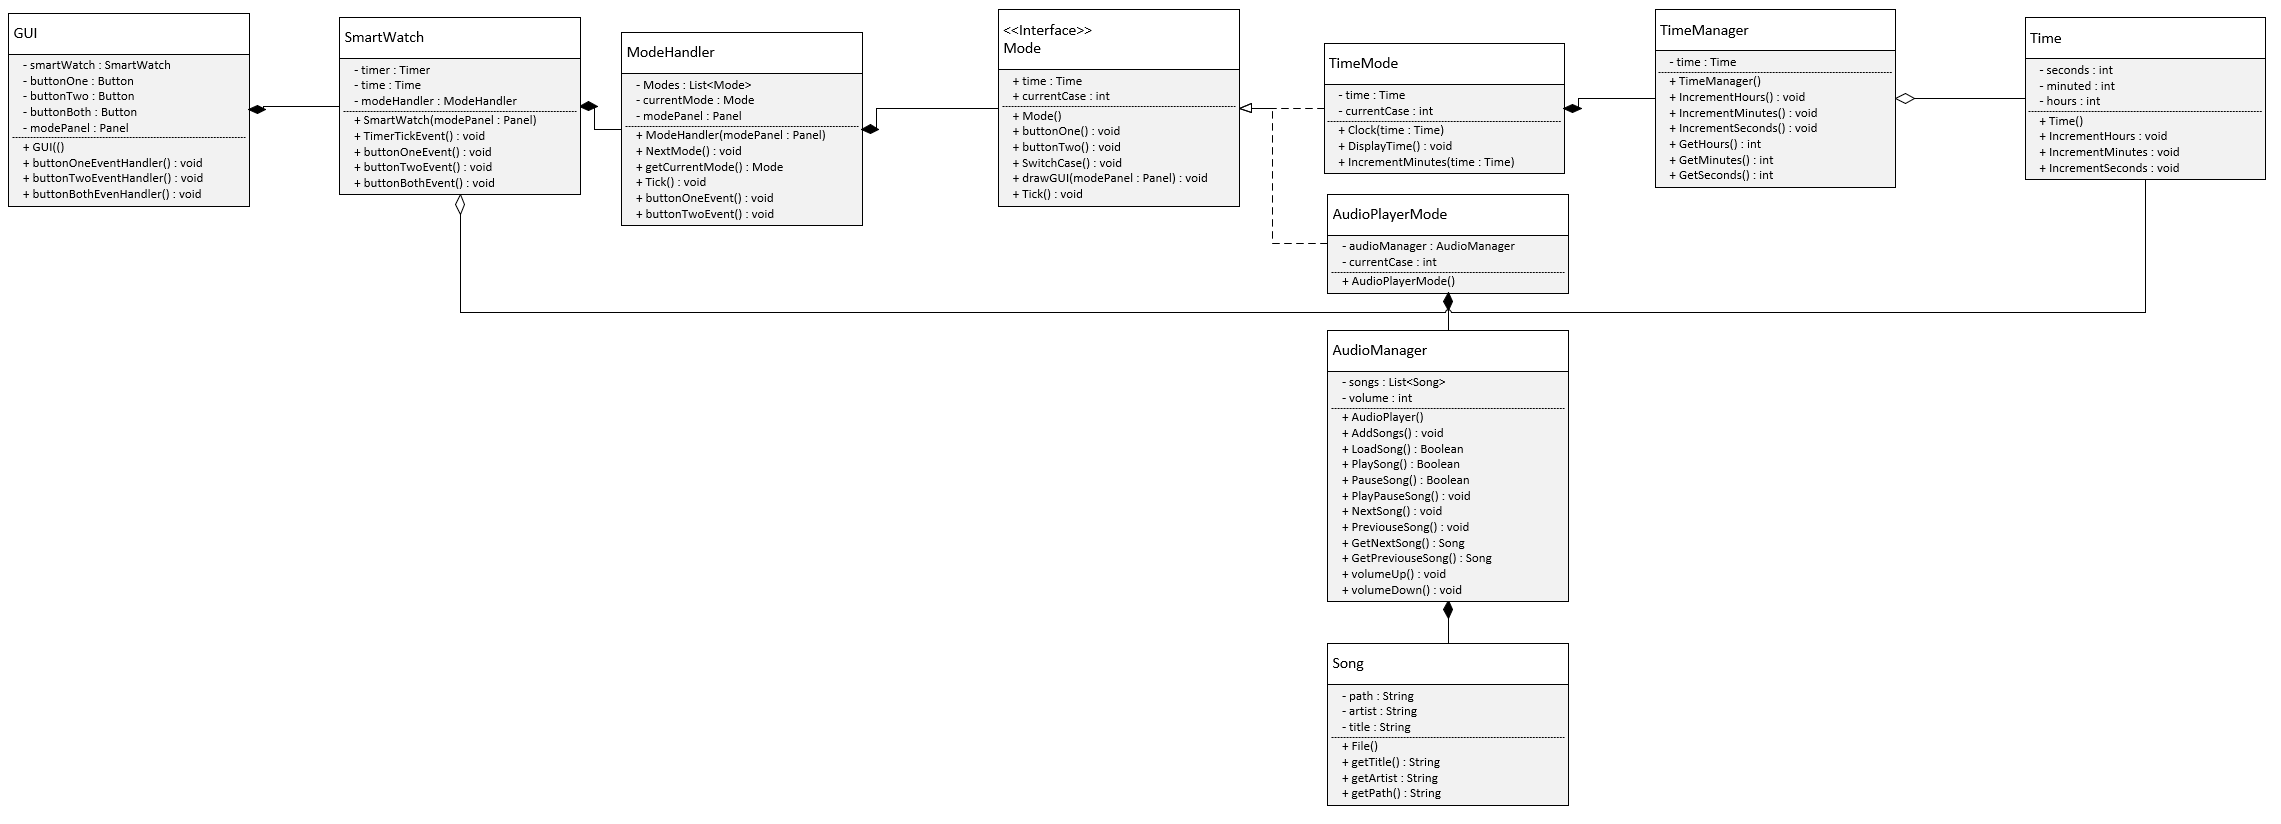 GUI
- smartWatch : SmartWatch
- buttonOne : Button
- buttonTwo : Button
- buttonBoth : Button
- modePanel : Panel
+ GUI(()
+ buttonOneEventHandler() : void
+ buttonTwoEventHandler() : void
+ buttonBothEvenHandler() : void
SmartWatch
- timer : Timer
- time : Time
- modeHandler : ModeHandler
+ SmartWatch(modePanel : Panel)
+ TimerTickEvent() : void
+ buttonOneEvent() : void
+ buttonTwoEvent() : void
+ buttonBothEvent() : void
ModeHandler
- Modes : List<Mode>
- currentMode : Mode
- modePanel : Panel
+ ModeHandler(modePanel : Panel)
+ NextMode() : void
+ getCurrentMode() : Mode
+ Tick() : void
+ buttonOneEvent() : void
+ buttonTwoEvent() : void
<<Interface>>
Mode
+ time : Time
+ currentCase : int
+ Mode()
+ buttonOne() : void
+ buttonTwo() : void
+ SwitchCase() : void
+ drawGUI(modePanel : Panel) : void
+ Tick() : void
TimeMode
- time : Time
- currentCase : int
+ Clock(time : Time)
+ DisplayTime() : void
+ IncrementMinutes(time : Time)
TimeManager
- time : Time
+ TimeManager()
+ IncrementHours() : void
+ IncrementMinutes() : void
+ IncrementSeconds() : void
+ GetHours() : int
+ GetMinutes() : int
+ GetSeconds() : int
Time
- seconds : int
- minuted : int
- hours : int
+ Time()
+ IncrementHours : void
+ IncrementMinutes : void
+ IncrementSeconds : void
AudioPlayerMode
- audioManager : AudioManager
- currentCase : int
+ AudioPlayerMode()
AudioManager
- songs : List<Song>
- volume : int
+ AudioPlayer()
+ AddSongs() : void
+ LoadSong() : Boolean
+ PlaySong() : Boolean
+ PauseSong() : Boolean
+ PlayPauseSong() : void
+ NextSong() : void
+ PreviouseSong() : void
+ GetNextSong() : Song
+ GetPreviouseSong() : Song
+ volumeUp() : void
+ volumeDown() : void
Song
- path : String
- artist : String
- title : String
+ File()
+ getTitle() : String
+ getArtist : String
+ getPath() : String